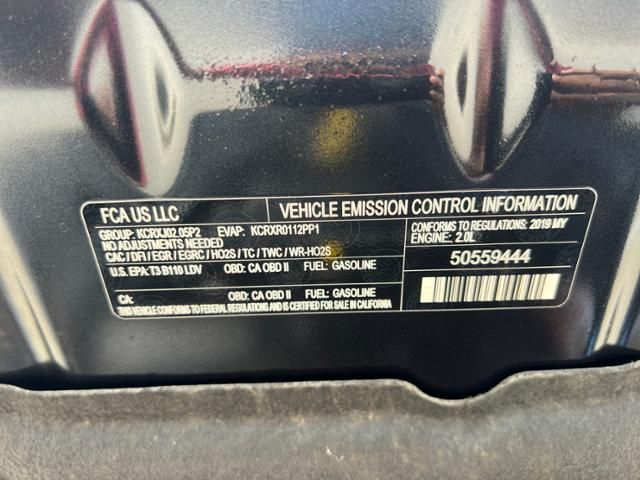 FCA US LLC
VEHICLE EMISSION CONTROL INFORMATION
GROUP: KCRXJ02.05P2 EVAP: KCRXR0112PP1
NO ADJUSTMENTS NEEDED
CAC / DFI / EGR / EGRC / HO2S / TC / TWC / WR-HO2S
CONFORMS TO REGULATIONS: 2019 MY
ENGINE: 2.0L
U.S. EPA: T3 B110 LDV OBD: CA OBD II FUEL: GASOLINE
50559444
CA: OBD: CA OBD II FUEL: GASOLINE
THIS VEHICLE CONFORMS TO FEDERAL REGULATIONS AND IS CERTIFIED FOR SALE IN CALIFORNIA